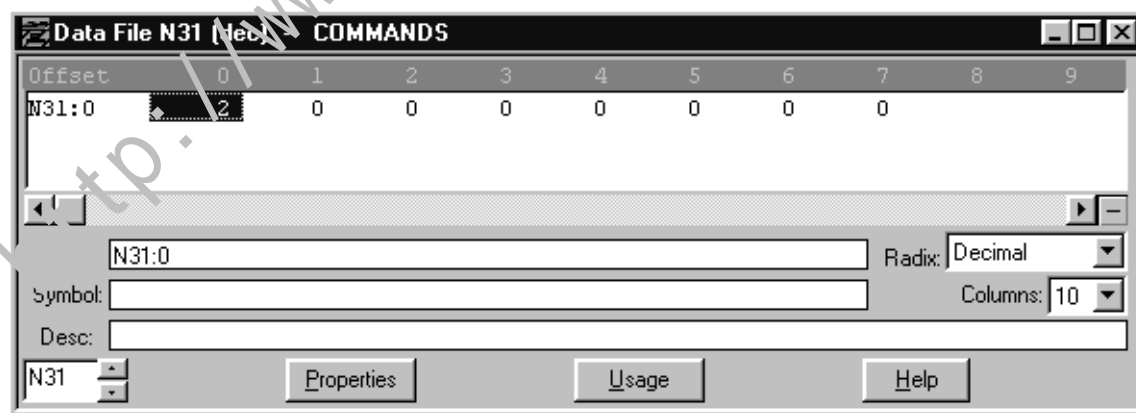 Data File N31 (dec) -- COMMANDS
Offset 0 1 2 3 4 5 6 7 8 9
N31:0 2 0 0 0 0 0 0 0
N31:0 Radix: Decimal
Symbol: Columns: 10
Desc:
N31 Properties Usage Help